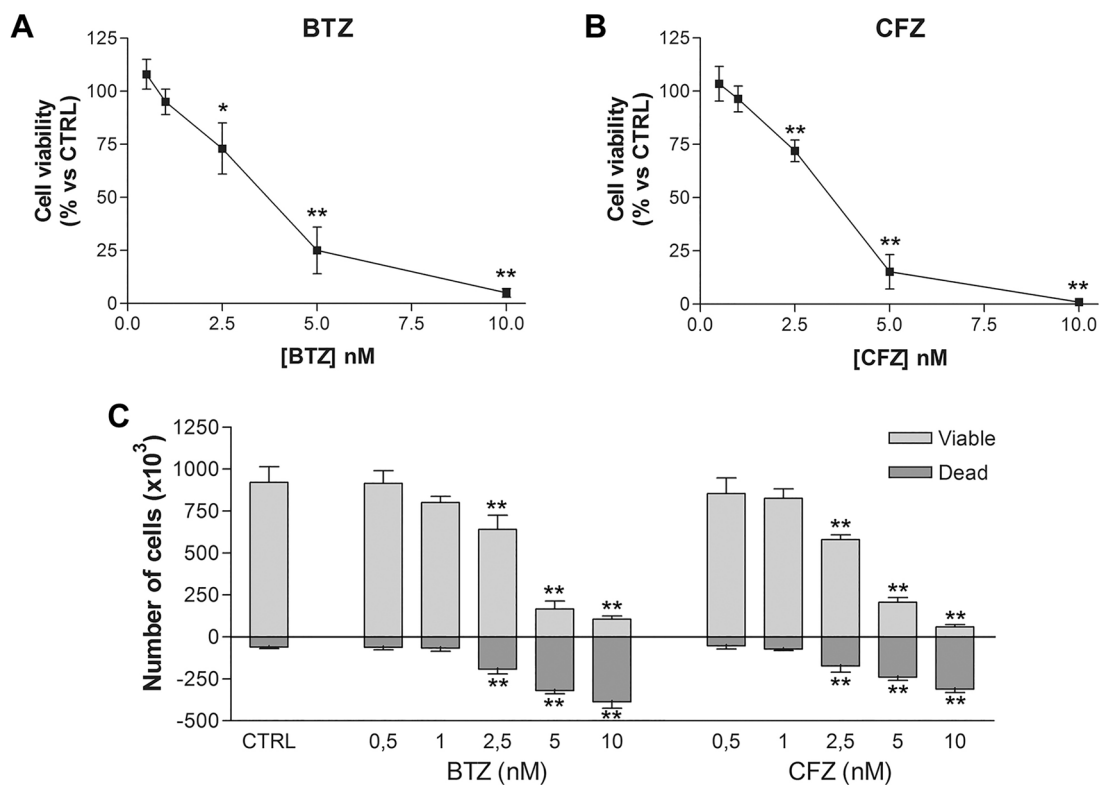 A
BTZ
Cell viability
(% vs CTRL)
125
100
75
50
25
0
*
**
**
0.0
2.5
5.0
7.5
10.0
[BTZ] nM
B
CFZ
Cell viability
(% vs CTRL)
125
100
75
50
25
0
**
**
**
0.0
2.5
5.0
7.5
10.0
[CFZ] nM
C
Number of cells (x10³)
1250
1000
750
500
250
0
-250
-500
Viable
Dead
** ** ** ** ** **
** ** ** ** ** **
CTRL 0,5 1 2,5 5 10 0,5 1 2,5 5 10
BTZ (nM) CFZ (nM)